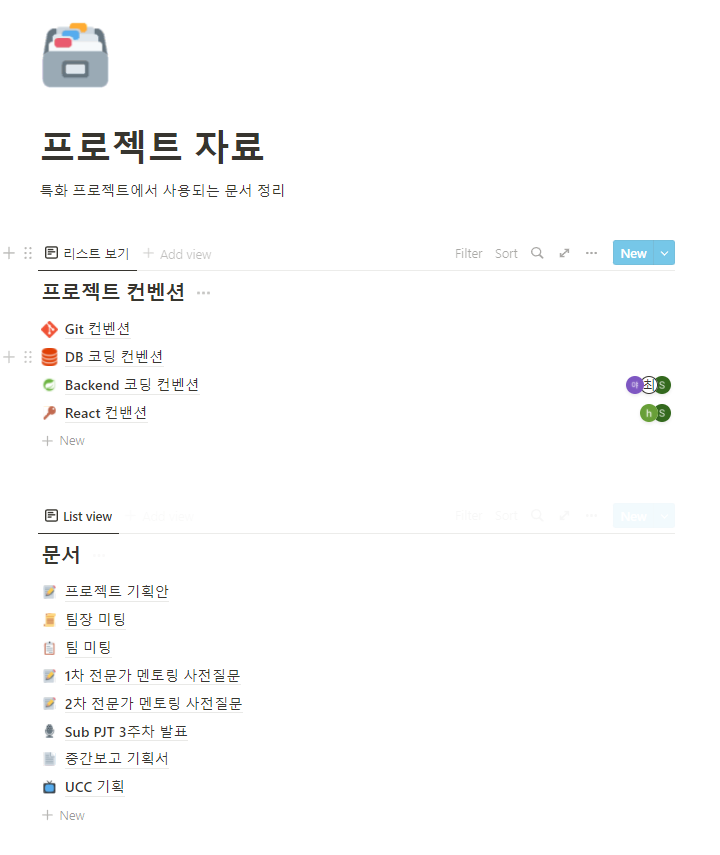 프로젝트 자료
특화 프로젝트에서 사용되는 문서 정리
리스트 보기 Add view Filter Sort New
프로젝트 컨벤션
Git 컨벤션
DB 코딩 컨벤션
Backend 코딩 컨벤션 야 초 S
React 컨밴션 h S
New
List view Add view Filter Sort New
문서
프로젝트 기획안
팀장 미팅
팀 미팅
1차 전문가 멘토링 사전질문
2차 전문가 멘토링 사전질문
Sub PJT 3주차 발표
중간보고 기획서
UCC 기획
New